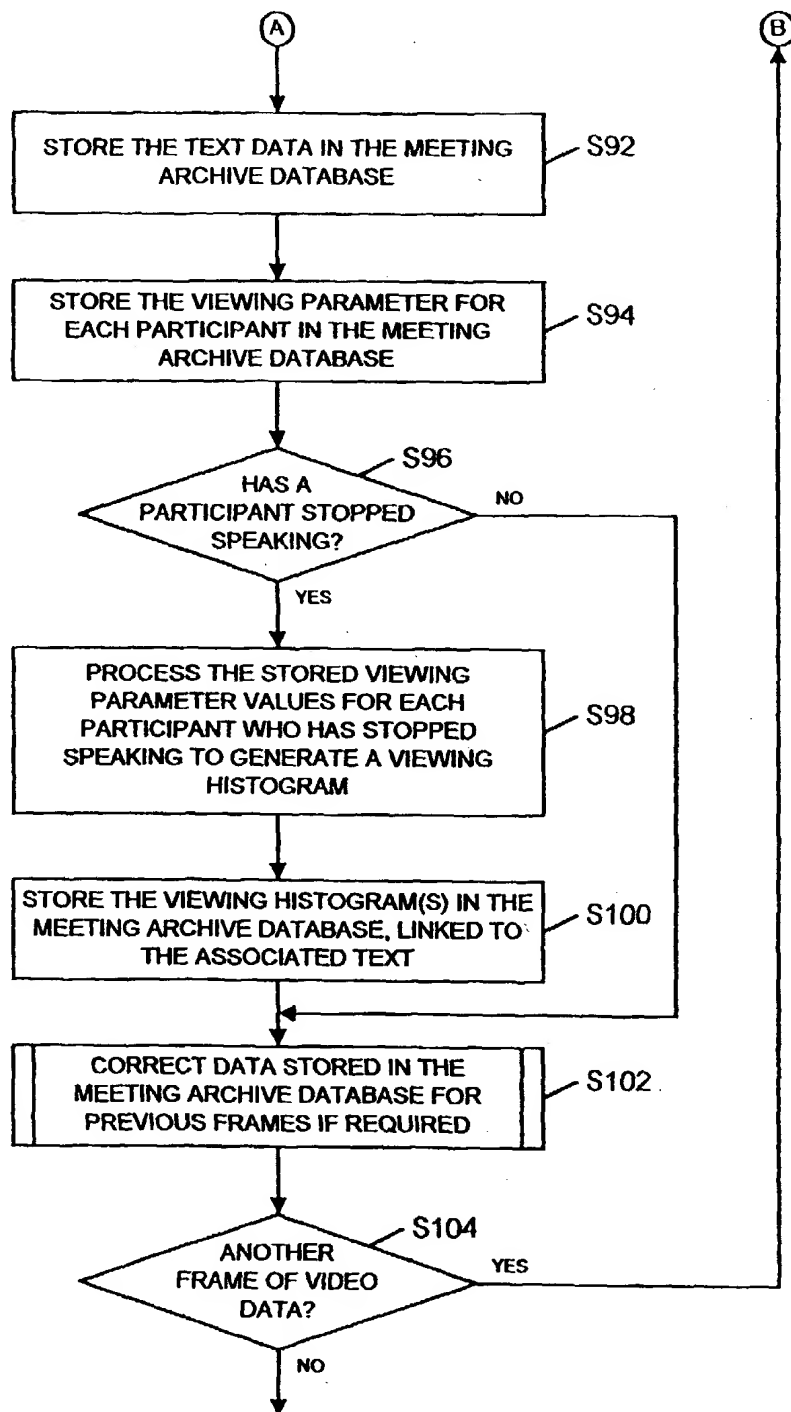 A
B
STORE THE TEXT DATA IN THE MEETING
ARCHIVE DATABASE
S92
STORE THE VIEWING PARAMETER FOR
EACH PARTICIPANT IN THE MEETING
ARCHIVE DATABASE
S94
S96
HAS A
PARTICIPANT STOPPED
SPEAKING?
NO
YES
PROCESS THE STORED VIEWING
PARAMETER VALUES FOR EACH
PARTICIPANT WHO HAS STOPPED
SPEAKING TO GENERATE A VIEWING
HISTOGRAM
S98
STORE THE VIEWING HISTOGRAM(S) IN THE
MEETING ARCHIVE DATABASE, LINKED TO
THE ASSOCIATED TEXT
S100
CORRECT DATA STORED IN THE
MEETING ARCHIVE DATABASE FOR
PREVIOUS FRAMES IF REQUIRED
S102
S104
ANOTHER
FRAME OF VIDEO
DATA?
YES
NO